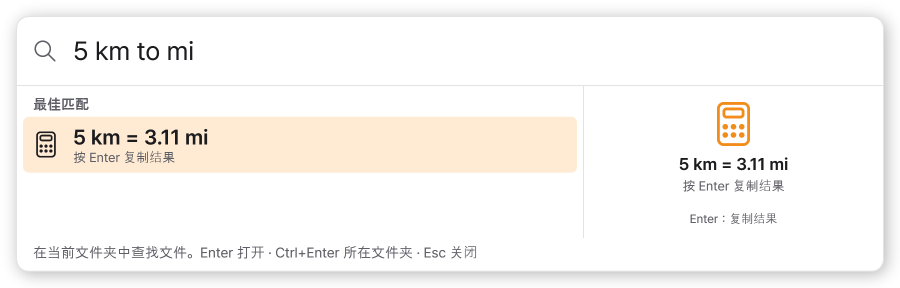 5 km to mi
最佳匹配
5 km = 3.11 mi
按 Enter 复制结果
5 km = 3.11 mi
按 Enter 复制结果
Enter：复制结果
在当前文件夹中查找文件。Enter 打开 · Ctrl+Enter 所在文件夹 · Esc 关闭